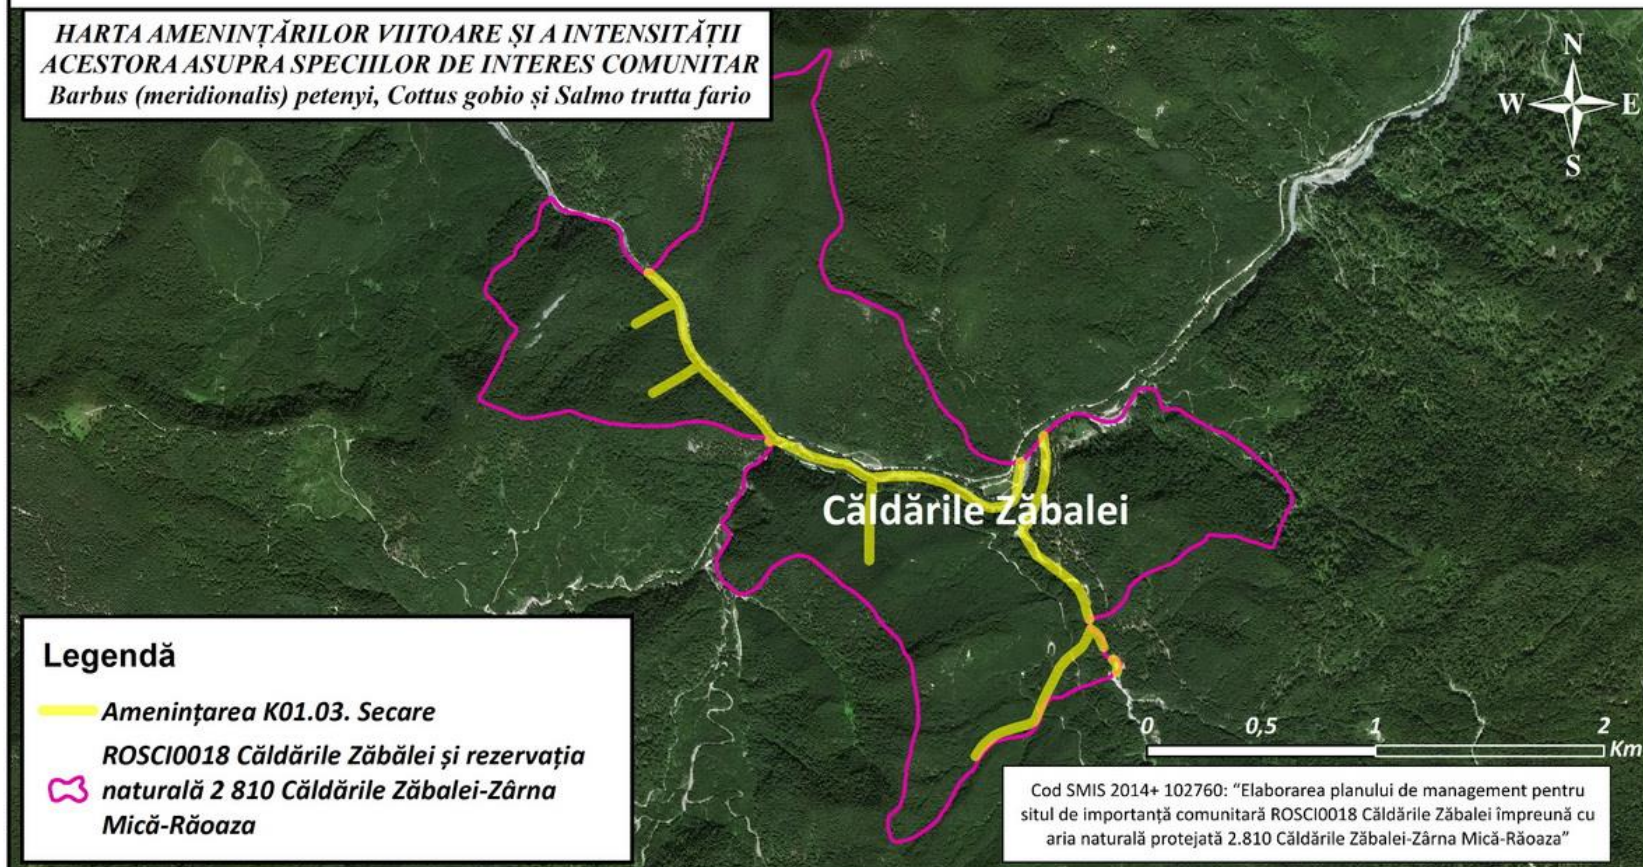 HARTA AMENINȚĂRILOR VIITOARE ȘI A INTENSITĂȚII
ACESTORA ASUPRA SPECIILOR DE INTERES COMUNITAR
Barbus (meridionalis) petenyi, Cottus gobio și Salmo trutta fario
N
W E
S
Căldările Zăbalei
Legendă
Amenințarea K01.03. Secare
ROSCI0018 Căldările Zăbălei și rezervația
naturală 2 810 Căldările Zăbalei-Zârna
Mică-Răoaza
0 0,5 1 2
Km
Cod SMIS 2014+ 102760: “Elaborarea planului de management pentru
situl de importanță comunitară ROSCI0018 Căldările Zăbalei împreună cu
aria naturală protejată 2.810 Căldările Zăbalei-Zârna Mică-Răoaza”